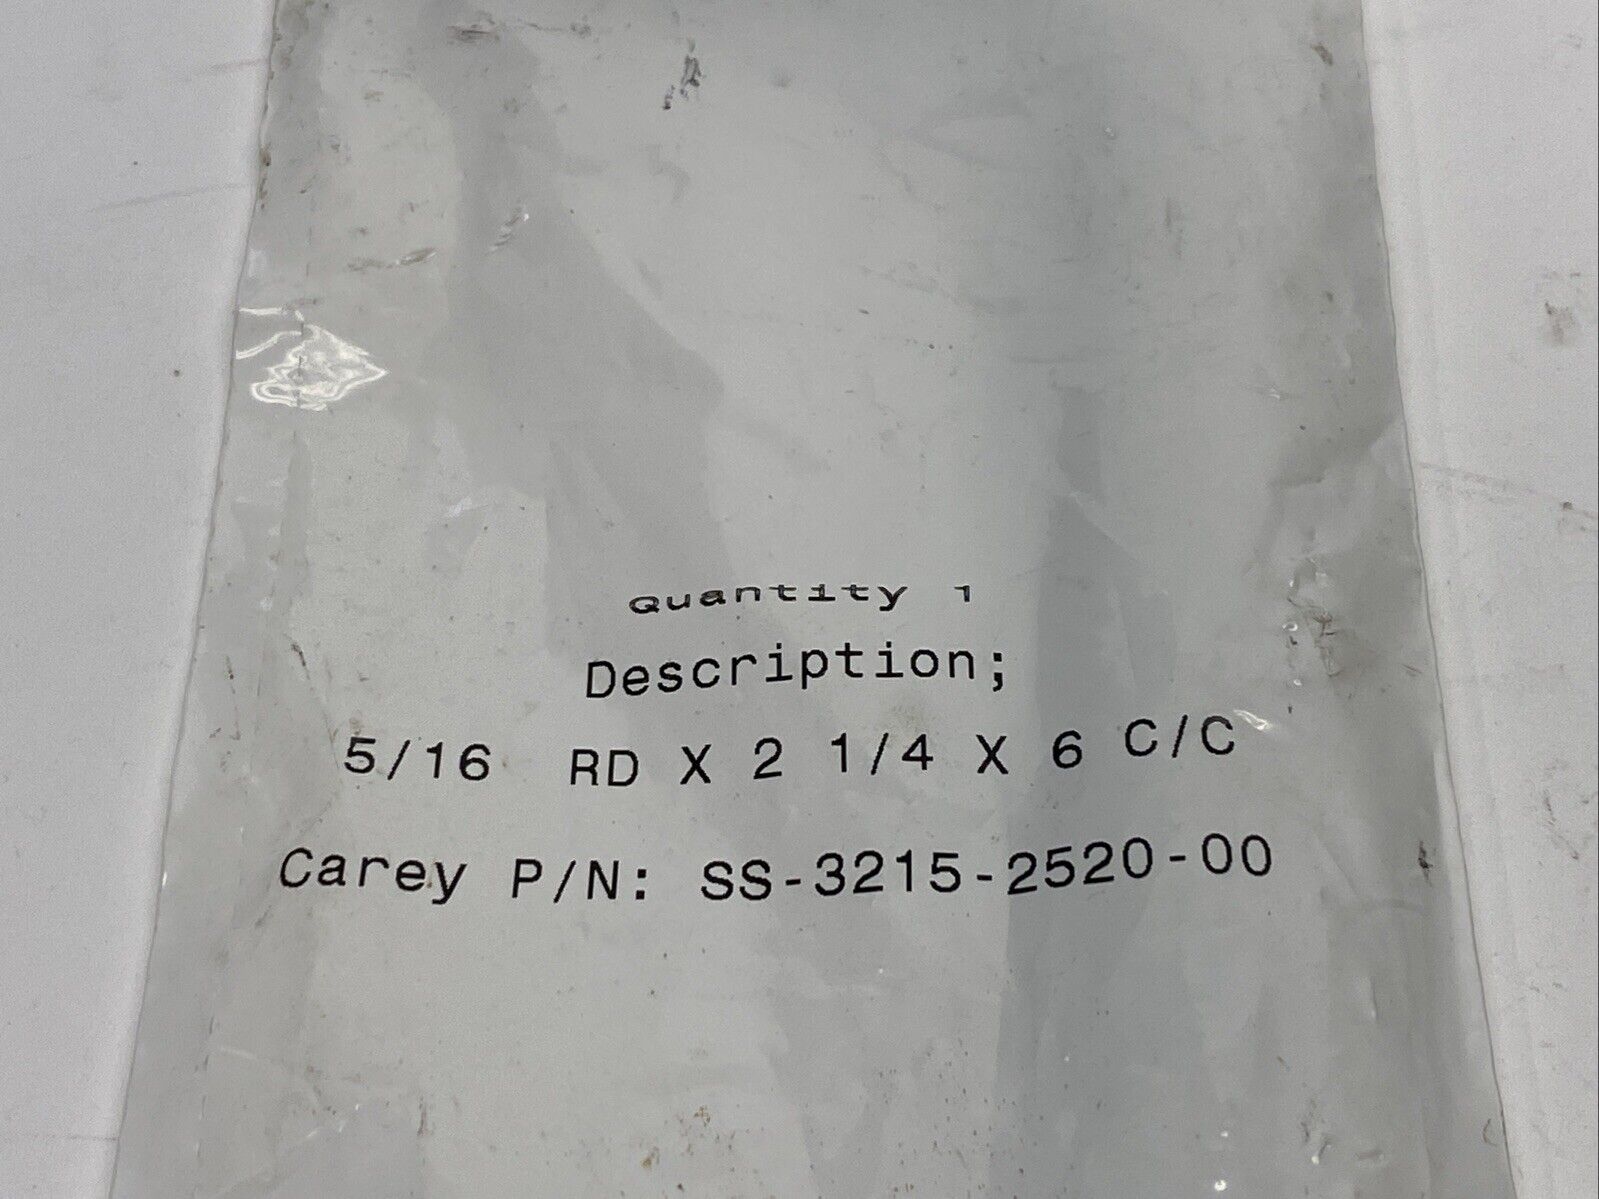 Quantity 1
Description;
5/16 RD X 2 1/4 X 6 C/C
Carey P/N: SS-3215-2520-00